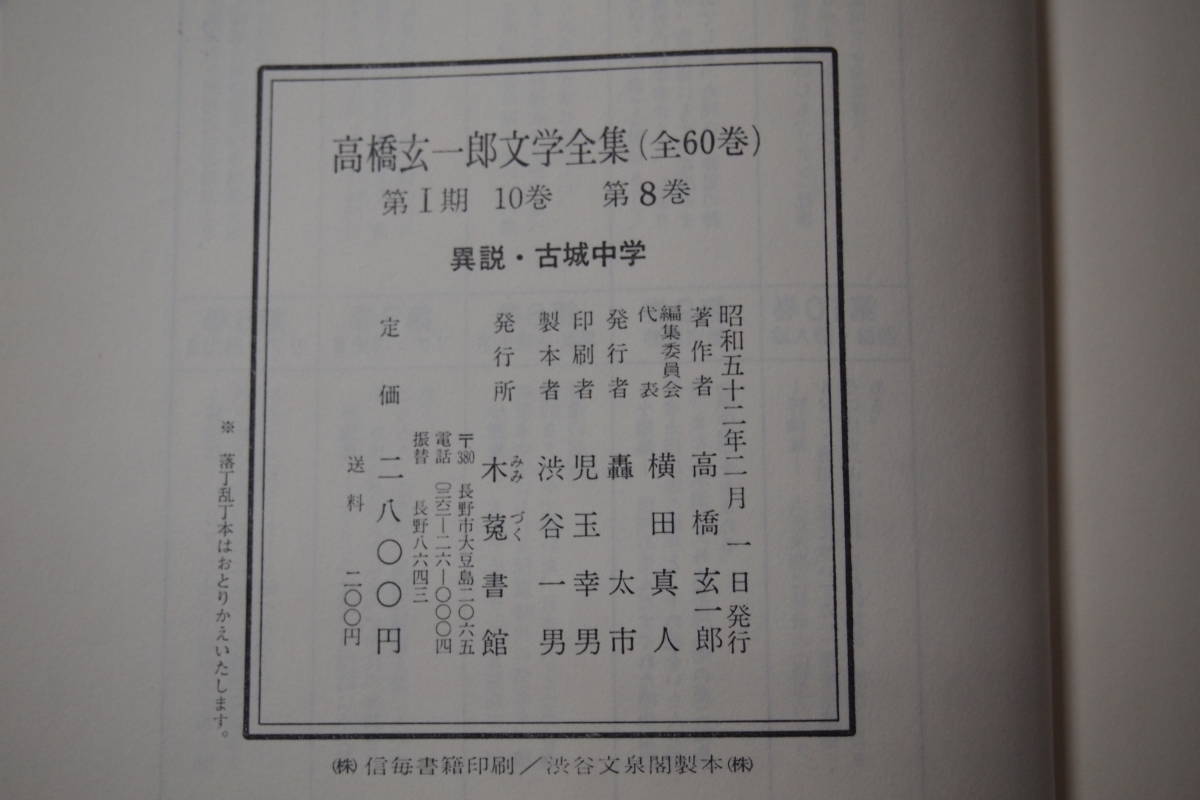 高橋玄一郎文学全集(全60巻)
第Ⅰ期 10巻 第8巻
異説・古城中学
昭和五十二年二月一日発行
著作者 高橋玄一郎
編集委員会代表 横田真人
発行者 轟太市
印刷者 児玉幸男
製本者 渋谷一男
発行所 木菟書館
みみづく
〒380 長野市大豆島二〇六五
電話 〇二六二―二六―〇〇〇四
振替 長野八六四三
定価 二八〇〇円
送料 二〇〇円
※ 落丁乱丁本はおとりかえいたします。
㈱ 信毎書籍印刷/渋谷文泉閣製本㈱